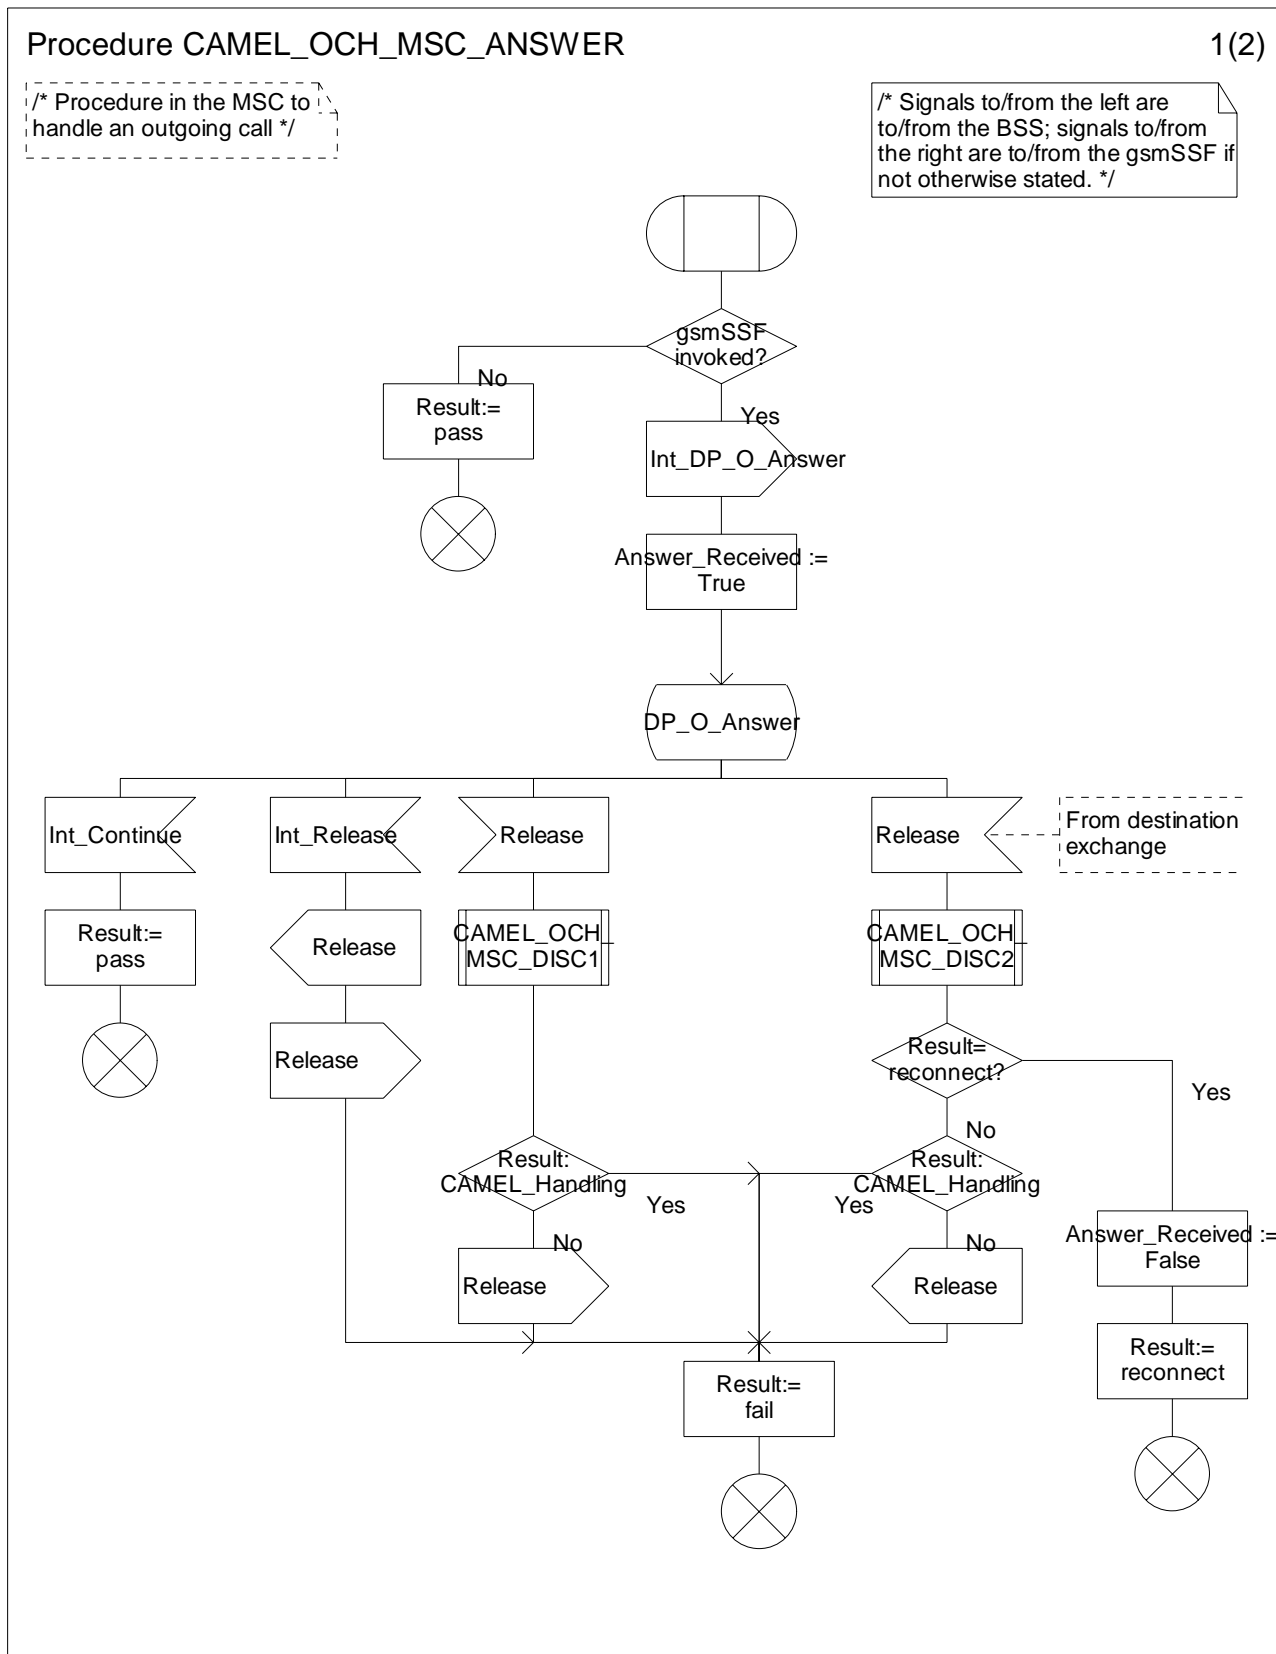 Procedure CAMEL_OCH_MSC_ANSWER
1(2)
/* Procedure in the MSC to
handle an outgoing call */
/* Signals to/from the left are
to/from the BSS; signals to/from
the right are to/from the gsmSSF if
not otherwise stated. */
gsmSSF
invoked?
No
Yes
Result:=
pass
Int_DP_O_Answer
Answer_Received :=
True
DP_O_Answer
Int_Continue
Int_Release
Release
Release
From destination
exchange
Result:=
pass
Release
CAMEL_OCH_
MSC_DISC1
CAMEL_OCH_
MSC_DISC2
Release
Result=
reconnect?
Yes
No
Result:
CAMEL_Handling
Yes
No
Result:
CAMEL_Handling
Yes
No
Release
Release
Answer_Received :=
False
Result:=
fail
Result:=
reconnect